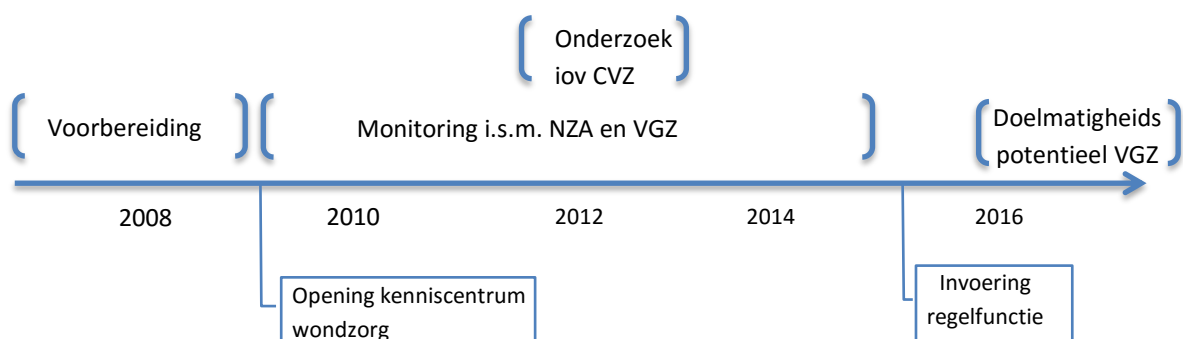 Onderzoek
iov CVZ
Voorbereiding
Monitoring i.s.m. NZA en VGZ
Doelmatigheids
potentieel VGZ
2008
2010
2012
2014
2016
Opening kenniscentrum
wondzorg
Invoering
regelfunctie